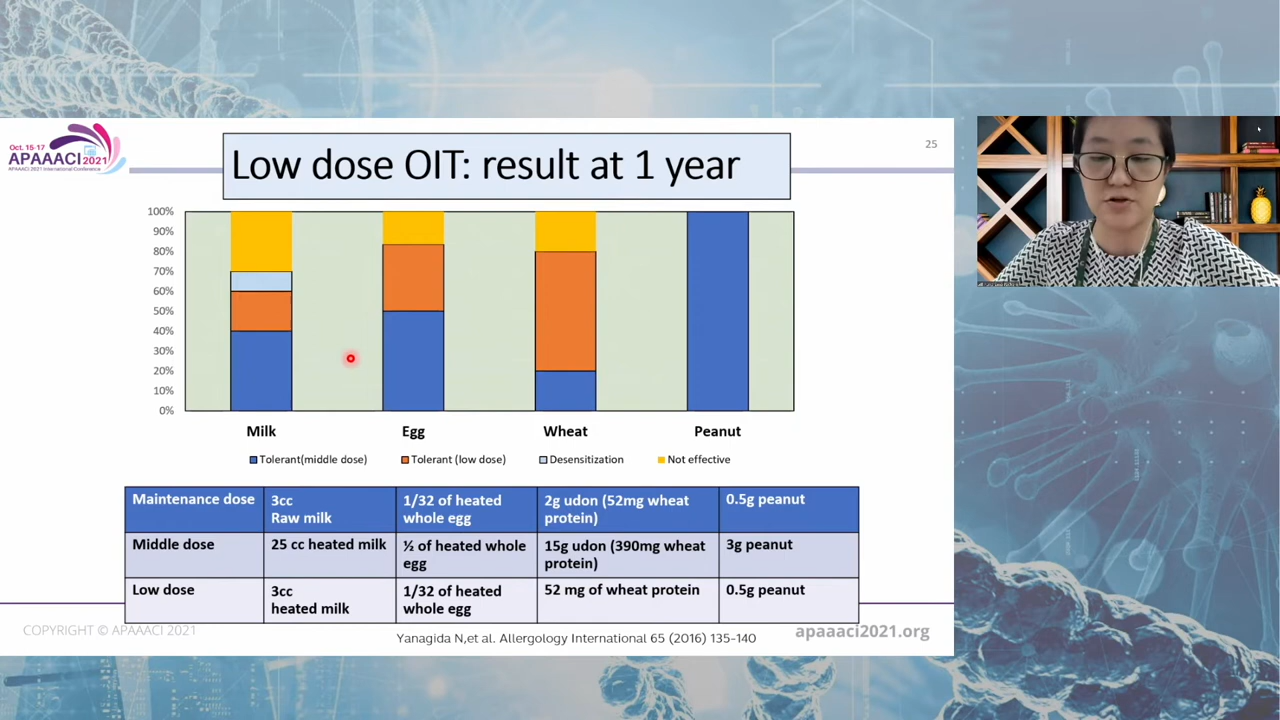 Oct. 15-17
APAAACI 2021
APAAACI 2021 International Conference
25
Low dose OIT: result at 1 year
100%
90%
80%
70%
60%
50%
40%
30%
20%
10%
0%
Milk Egg Wheat Peanut
Tolerant(middle dose) Tolerant (low dose) Desensitization Not effective
Maintenance dose
3cc
Raw milk
1/32 of heated
whole egg
2g udon (52mg wheat
protein)
0.5g peanut
Middle dose
25 cc heated milk
½ of heated whole
egg
15g udon (390mg wheat
protein)
3g peanut
Low dose
3cc
heated milk
1/32 of heated
whole egg
52 mg of wheat protein
0.5g peanut
COPYRIGHT © APAAACI 2021
Yanagida N,et al. Allergology International 65 (2016) 135-140
apaaaci2021.org